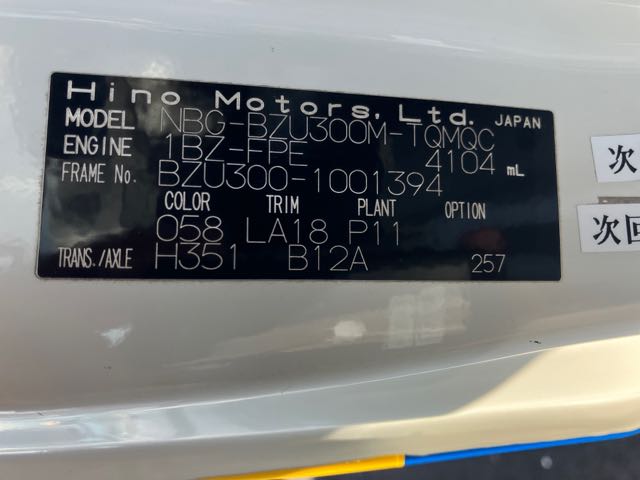 Hino Motors, Ltd. JAPAN
MODEL NBG-BZU300M-TQMQC
ENGINE 1BZ-FPE 4104 mL
FRAME No. BZU300-1001394
COLOR TRIM PLANT OPTION
058 LA18 P11
TRANS./AXLE H351 B12A 257
次
次回